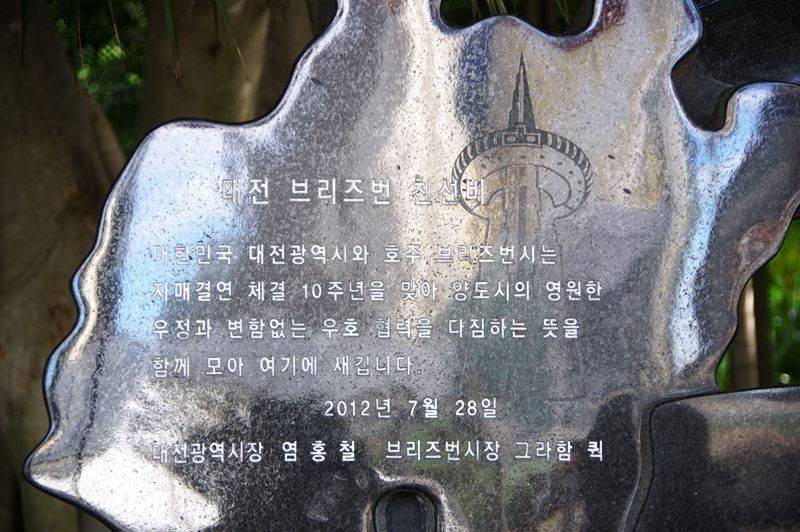 대전 브리즈번 친선비
대한민국 대전광역시와 호주 브리즈번시는
자매결연 체결 10주년을 맞아 양도시의 영원한
우정과 변함없는 우호 협력을 다짐하는 뜻을
함께 모아 여기에 새깁니다.
2012년 7월 28일
대전광역시장 염홍철 브리즈번시장 그라함 쿽